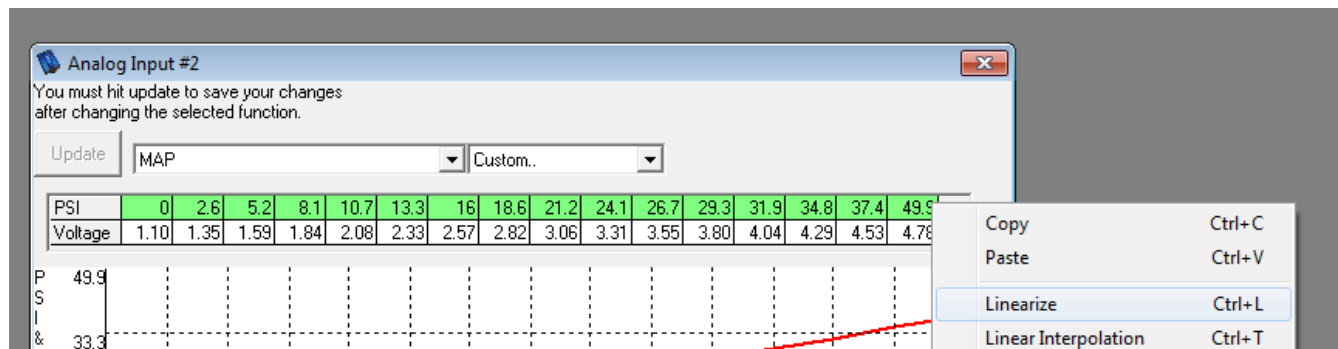 Analog Input #2
You must hit update to save your changes
after changing the selected function.
Update MAP Custom..
PSI 0 2.6 5.2 8.1 10.7 13.3 16 18.6 21.2 24.1 26.7 29.3 31.9 34.8 37.4 49.9
Voltage 1.10 1.35 1.59 1.84 2.08 2.33 2.57 2.82 3.06 3.31 3.55 3.80 4.04 4.29 4.53 4.78
Copy Ctrl+C
Paste Ctrl+V
Linearize Ctrl+L
Linear Interpolation Ctrl+T
P 49.9
S
I
& 33.3